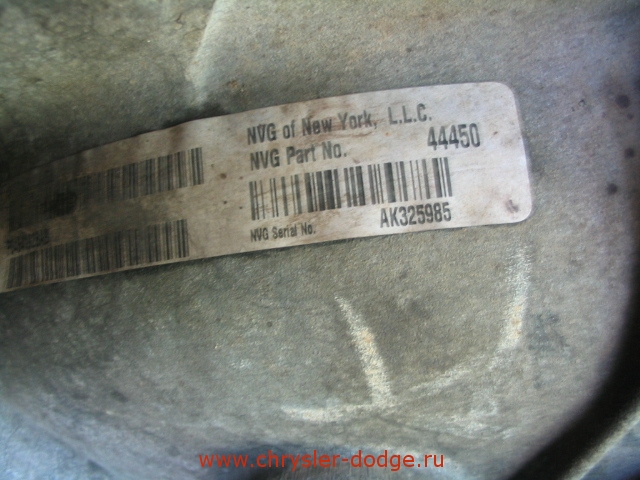 NVG of New York, L.L.C.
NVG Part No. 44450
AK325985
NVG Serial No.
www.chrysler-dodge.ru